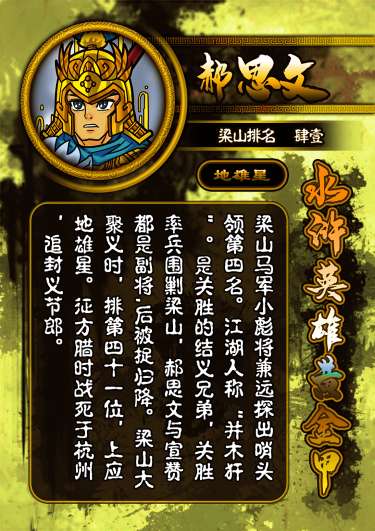 郝思文
梁山排名 肆壹
地雄星
水浒英雄黄金甲
梁山马军小彪将兼远探出哨头
领第四名。江湖人称“井木犴
”。是关胜的结义兄弟,关胜
率兵围剿梁山,郝思文与宣赞
都是副将,后被捉归降。梁山大
聚义时,排第四十一位,上应
地雄星。征方腊时战死于杭州
,追封义节郎。